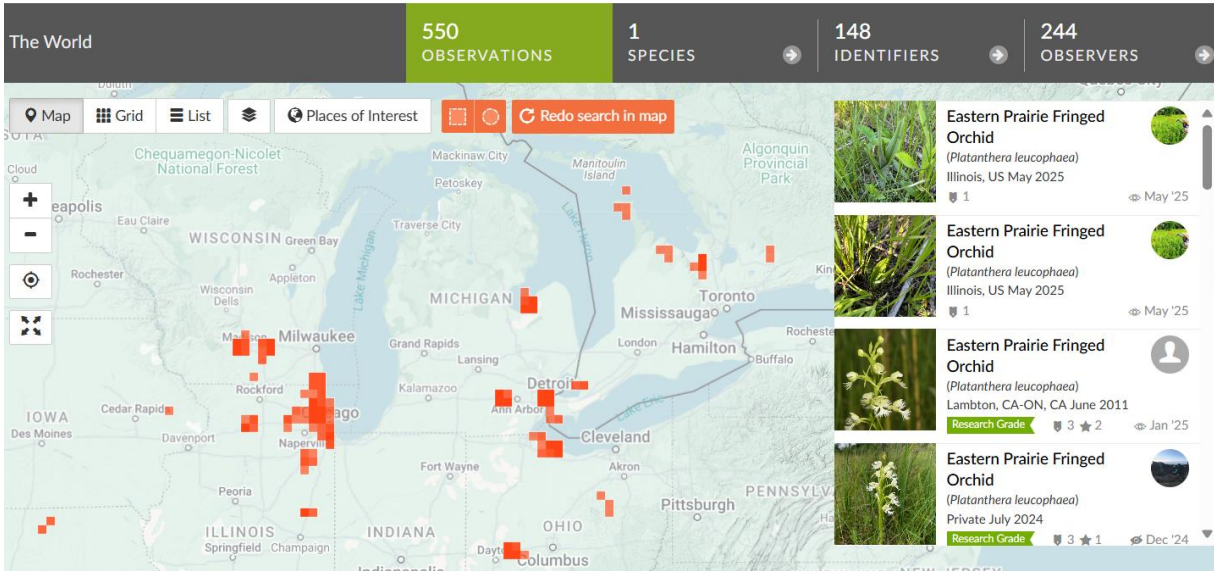 The World
550
OBSERVATIONS
1
SPECIES
148
IDENTIFIERS
244
OBSERVERS
Map
Grid
List
Places of Interest
Redo search in map
Duluth
Chequamegon-Nicolet
National Forest
Cloud
eapolis
Eau Claire
WISCONSIN
Green Bay
Rochester
Appleton
Wisconsin
Dells
Lake Michigan
Milwaukee
Rockford
Naperville
IOWA
Cedar Rapids
Des Moines
Davenport
Peoria
ILLINOIS
Springfield
Champaign
INDIANA
Indianapolis
Mackinaw City
Petoskey
Traverse City
Manitoulin
Island
Lake Huron
Algonquin
Provincial
Park
MICHIGAN
Grand Rapids
Lansing
Kalamazoo
Ann Arbor
Detroit
Toronto
Mississauga
London
Hamilton
Buffalo
Lake Erie
Cleveland
Akron
Fort Wayne
OHIO
Columbus
Pittsburgh
PENNSYLV
Kin
Rocheste
Eastern Prairie Fringed
Orchid
(Platanthera leucophaea)
Illinois, US May 2025
1
May '25
Eastern Prairie Fringed
Orchid
(Platanthera leucophaea)
Illinois, US May 2025
1
May '25
Eastern Prairie Fringed
Orchid
(Platanthera leucophaea)
Lambton, CA-ON, CA June 2011
Research Grade
3
2
Jan '25
Eastern Prairie Fringed
Orchid
(Platanthera leucophaea)
Private July 2024
Research Grade
3
1
Dec '24
NEW JERSEY